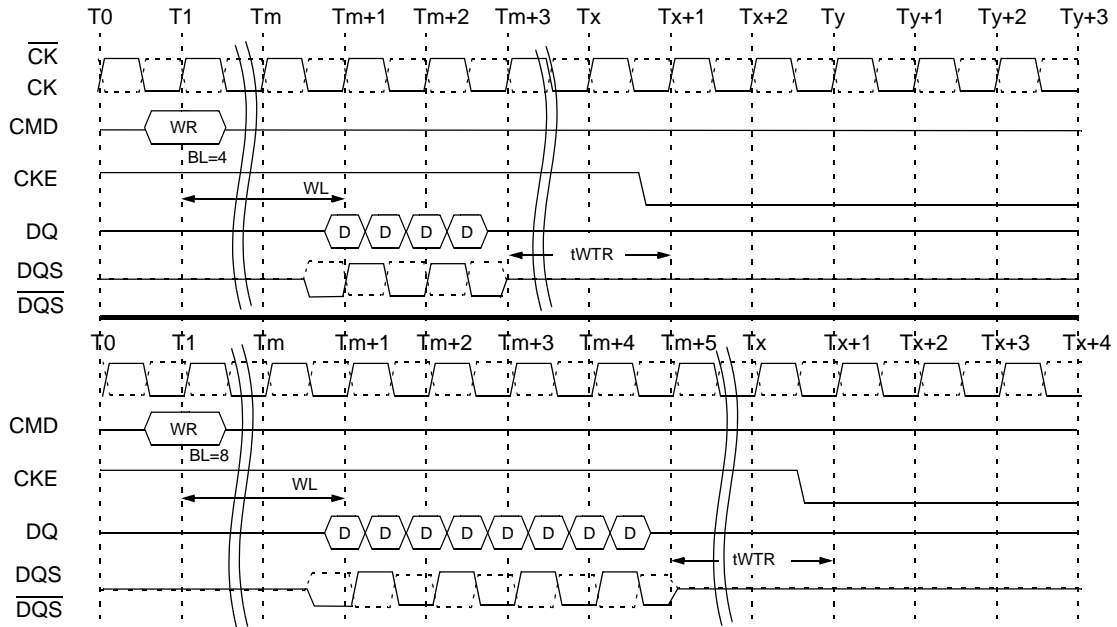 T0 T1 Tm Tm+1 Tm+2 Tm+3 Tx Tx+1 Tx+2 Ty Ty+1 Ty+2 Ty+3
CK
CK
CMD WR
BL=4
CKE
WL
DQ D D D D
tWTR
DQS
DQS
T0 T1 Tm Tm+1 Tm+2 Tm+3 Tm+4 Tm+5 Tx Tx+1 Tx+2 Tx+3 Tx+4
CMD WR
BL=8
CKE
WL
DQ D D D D D D D D
tWTR
DQS
DQS